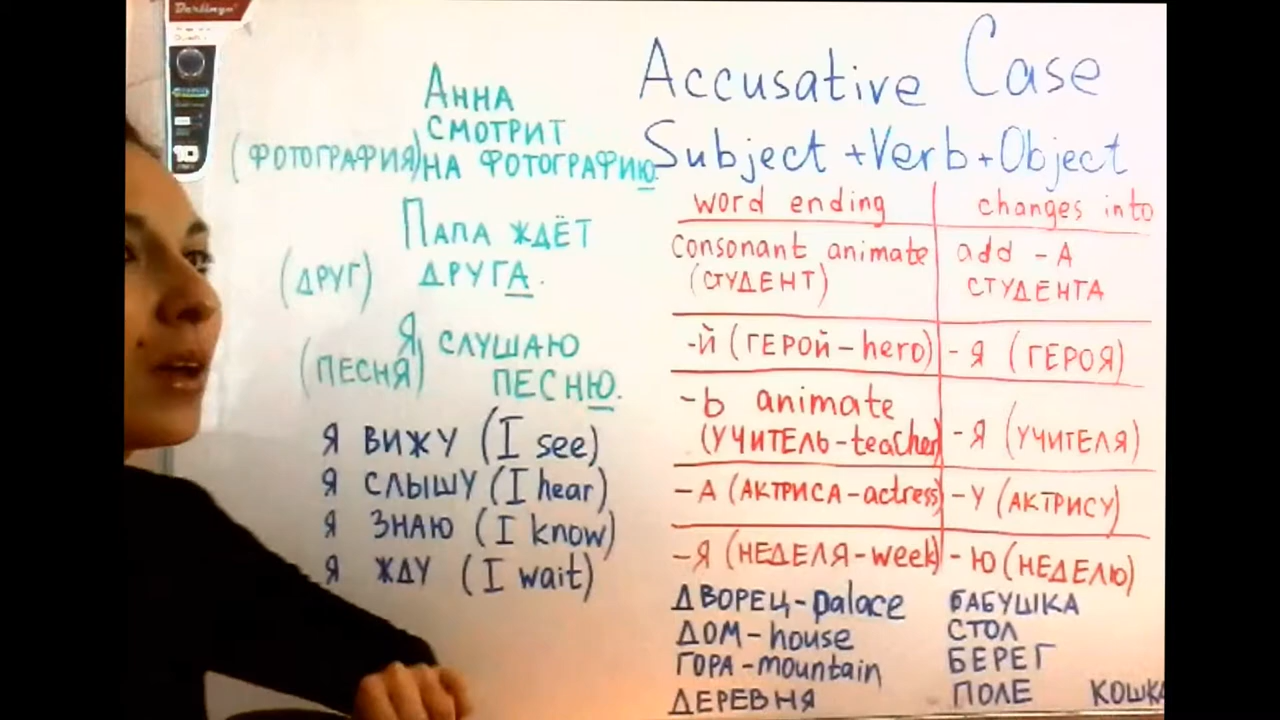 10
Анна
СМОТРИТ
(ФОТОГРАФИЯ) НА ФОТОГРАФИЮ.
ПАПА ЖДЁТ
(ДРУГ) ДРУГА.
Я СЛУШАЮ
(ПЕСНЯ) ПЕСНЮ.
Я ВИЖУ (I see)
Я СЛЫШУ (I hear)
Я ЗНАЮ (I know)
Я ЖДУ (I wait)
Accusative Case
Subject + Verb + Object
word ending changes into
consonant animate add - А
(СТУДЕНТ) СТУДЕНТА
-Й (ГЕРОЙ - hero) - Я (ГЕРОЯ)
-Ь animate
(УЧИТЕЛЬ - teacher) - Я (УЧИТЕЛЯ)
- А (АКТРИСА - actress) - У (АКТРИСУ)
- Я (НЕДЕЛЯ - week) - Ю (НЕДЕЛЮ)
ДВОРЕЦ - palace БАБУШКА
ДОМ - house СТОЛ
ГОРА - mountain БЕРЕГ
ДЕРЕВНЯ ПОЛЕ КОШКА